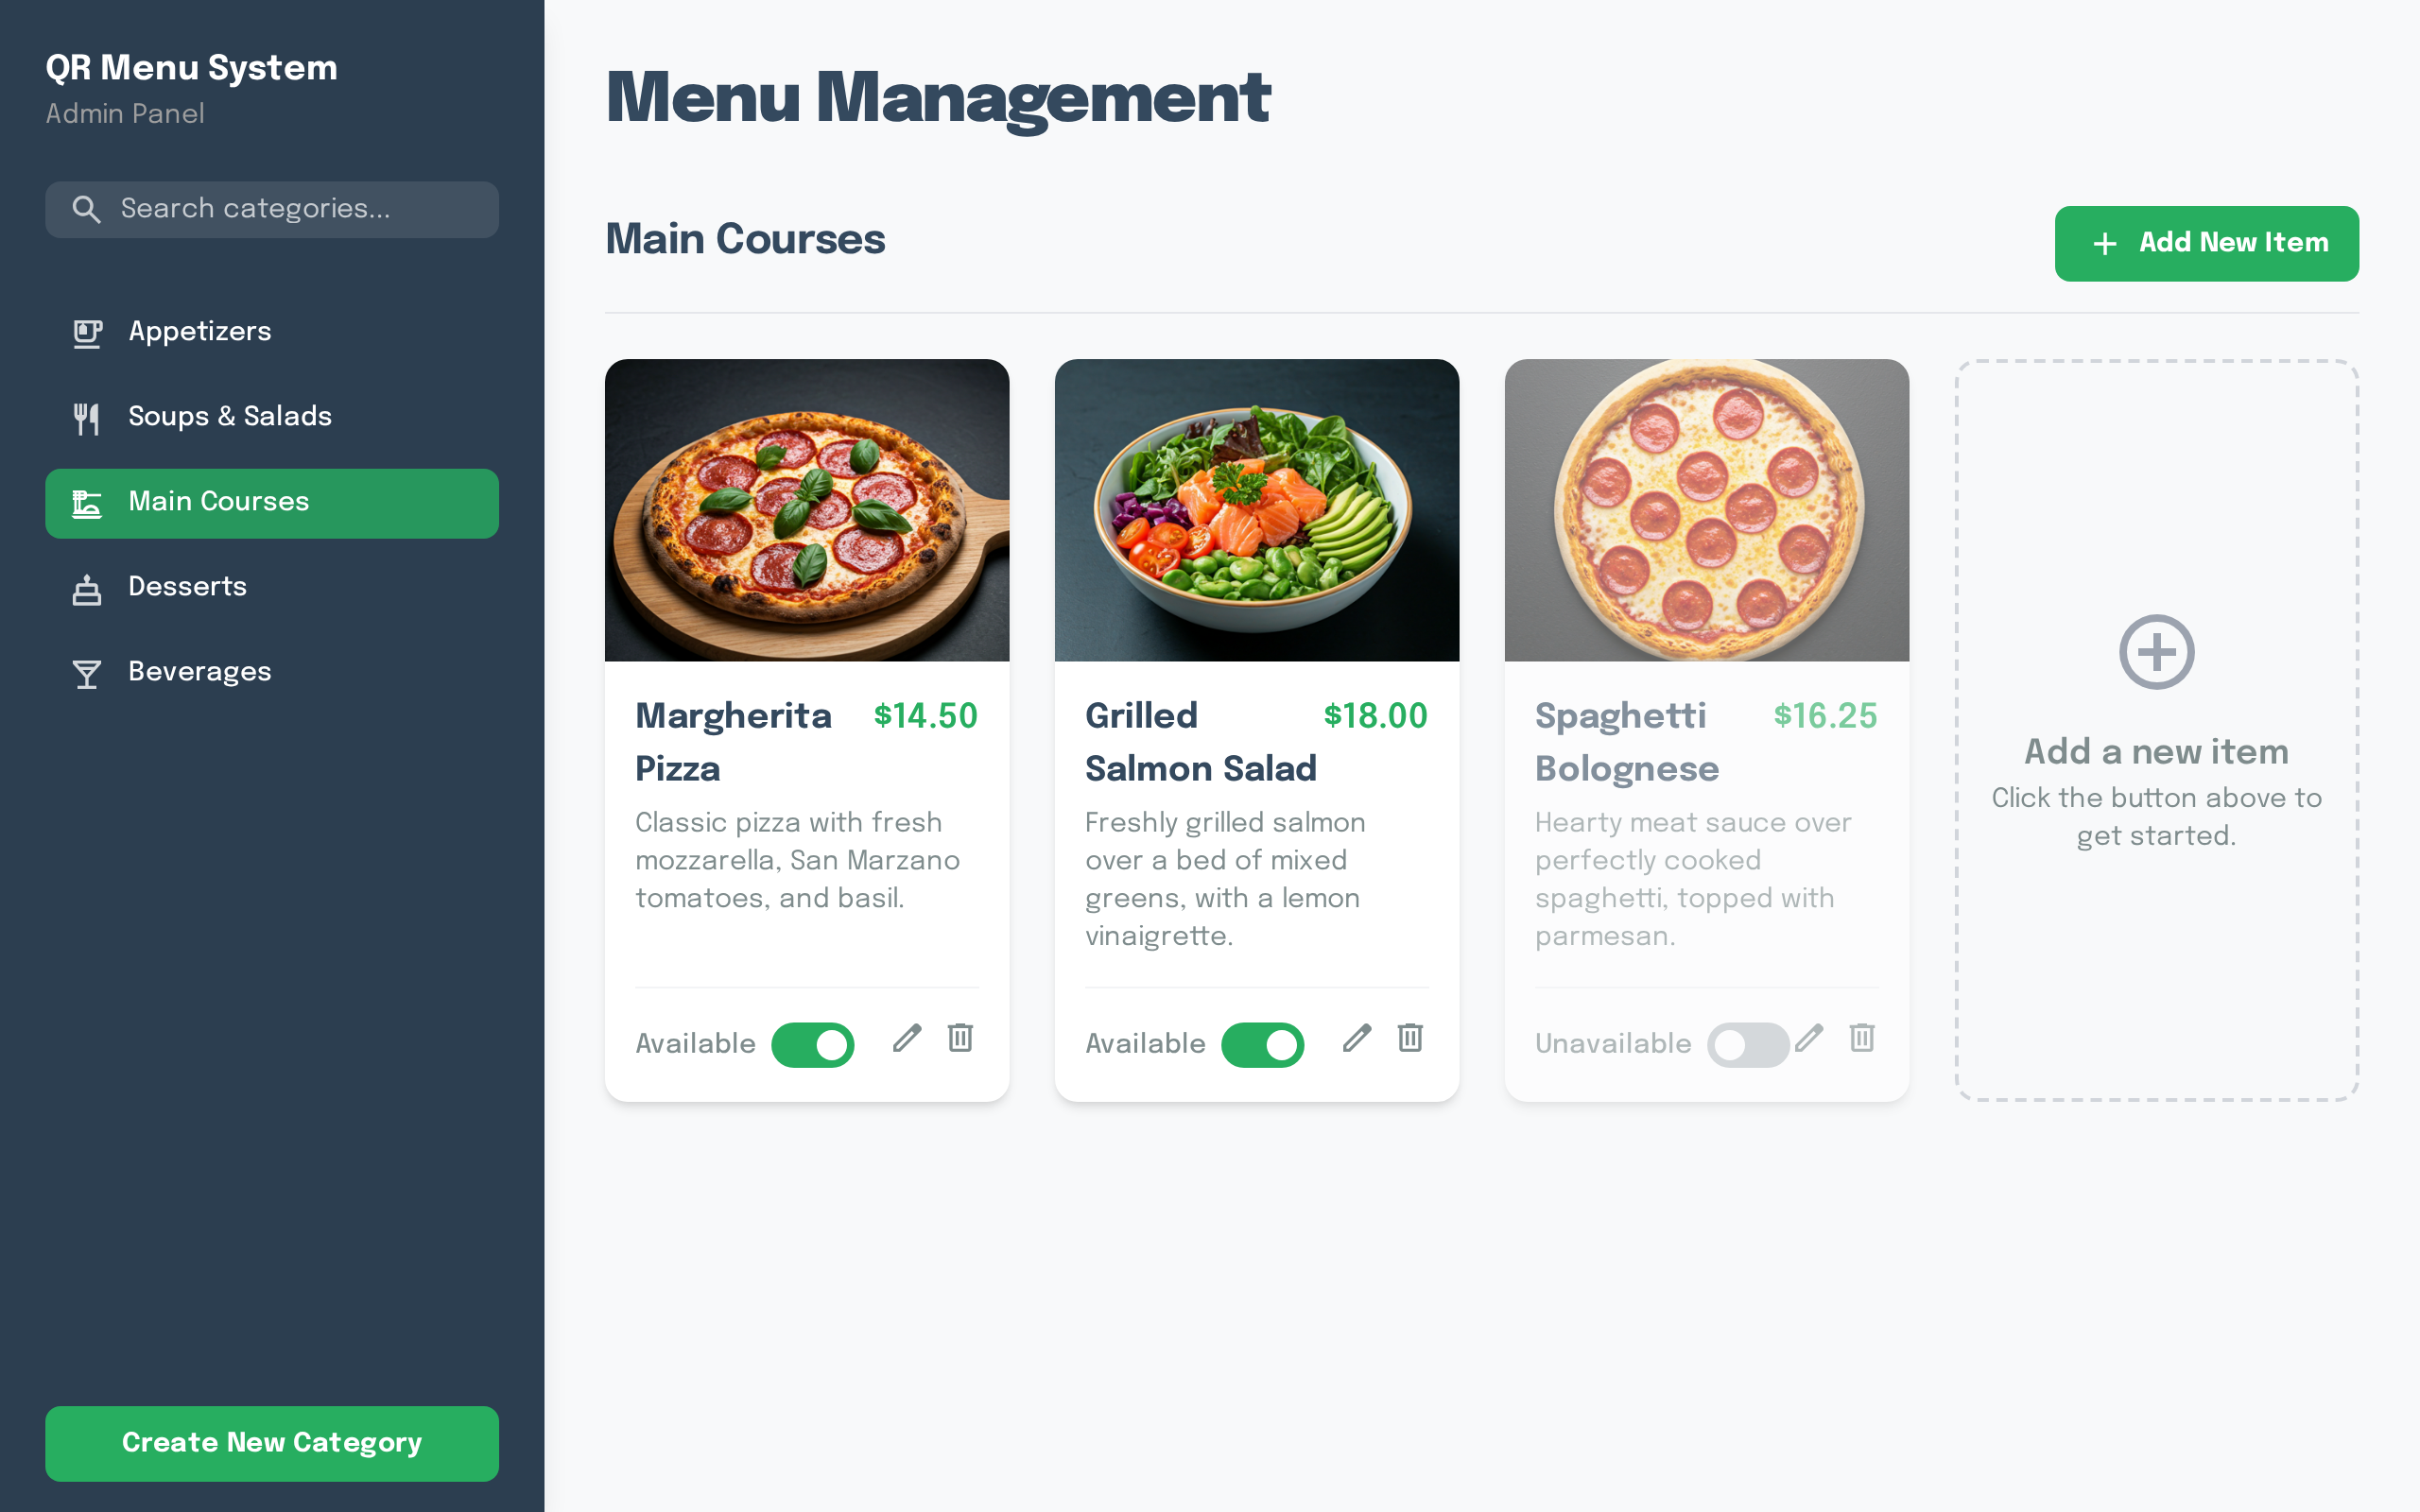 QR Menu System
Admin Panel
Search categories...
Appetizers
Soups & Salads
Main Courses
Desserts
Beverages
Create New Category
Menu Management
Main Courses
Add New Item
Margherita $14.50
Pizza
Classic pizza with fresh
mozzarella, San Marzano
tomatoes, and basil.
Available
Grilled $18.00
Salmon Salad
Freshly grilled salmon
over a bed of mixed
greens, with a lemon
vinaigrette.
Available
Spaghetti $16.25
Bolognese
Hearty meat sauce over
perfectly cooked
spaghetti, topped with
parmesan.
Unavailable
Add a new item
Click the button above to
get started.